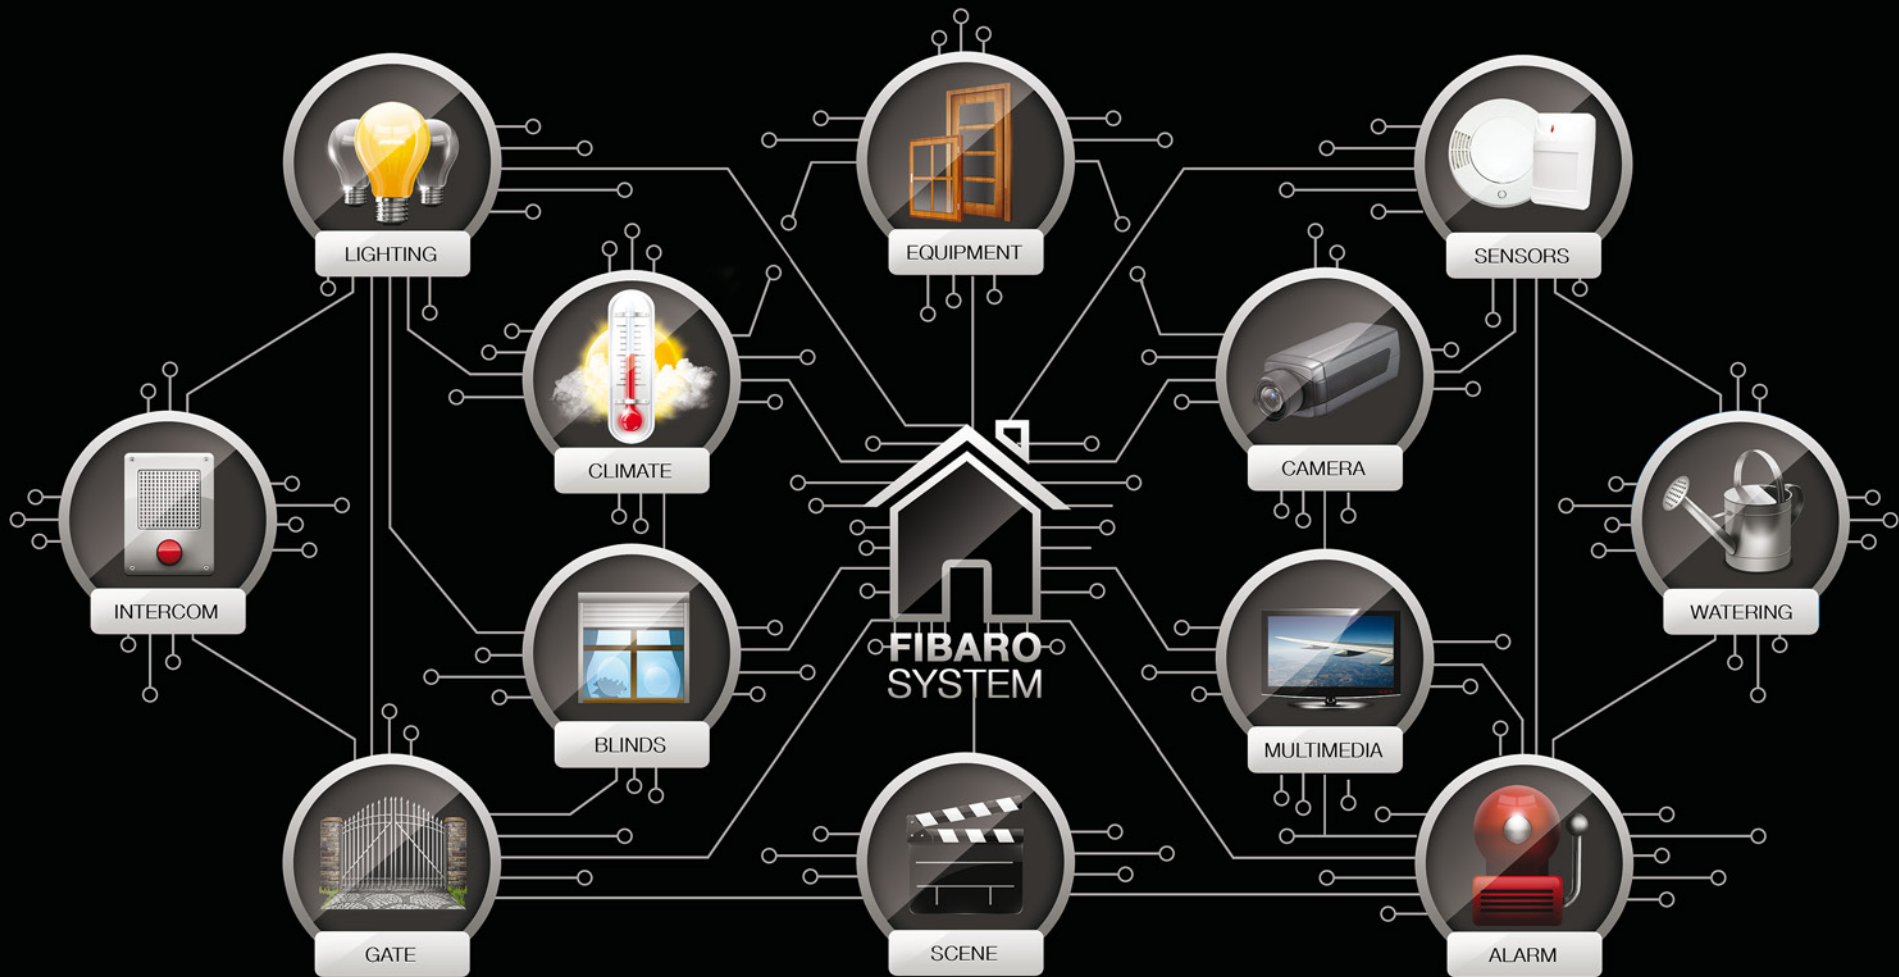 LIGHTING
EQUIPMENT
SENSORS
CLIMATE
CAMERA
INTERCOM
WATERING
FIBARO
SYSTEM
BLINDS
MULTIMEDIA
GATE
SCENE
ALARM